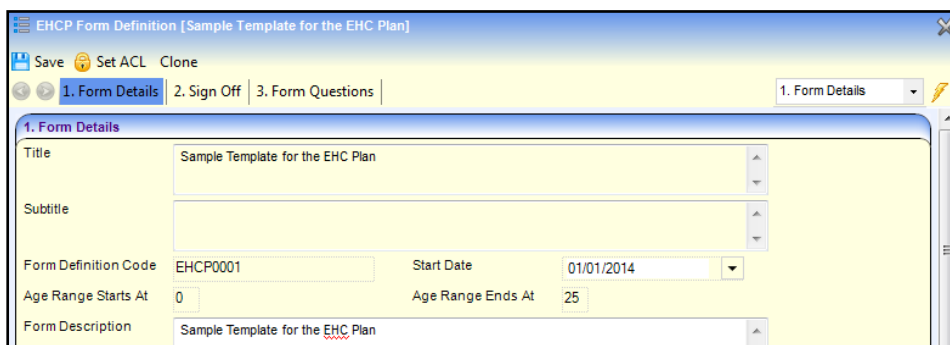 EHCP Form Definition [Sample Template for the EHC Plan]
Save Set ACL Clone
1. Form Details 2. Sign Off 3. Form Questions 1. Form Details
1. Form Details
Title Sample Template for the EHC Plan
Subtitle
Form Definition Code EHCP0001 Start Date 01/01/2014
Age Range Starts At 0 Age Range Ends At 25
Form Description Sample Template for the EHC Plan